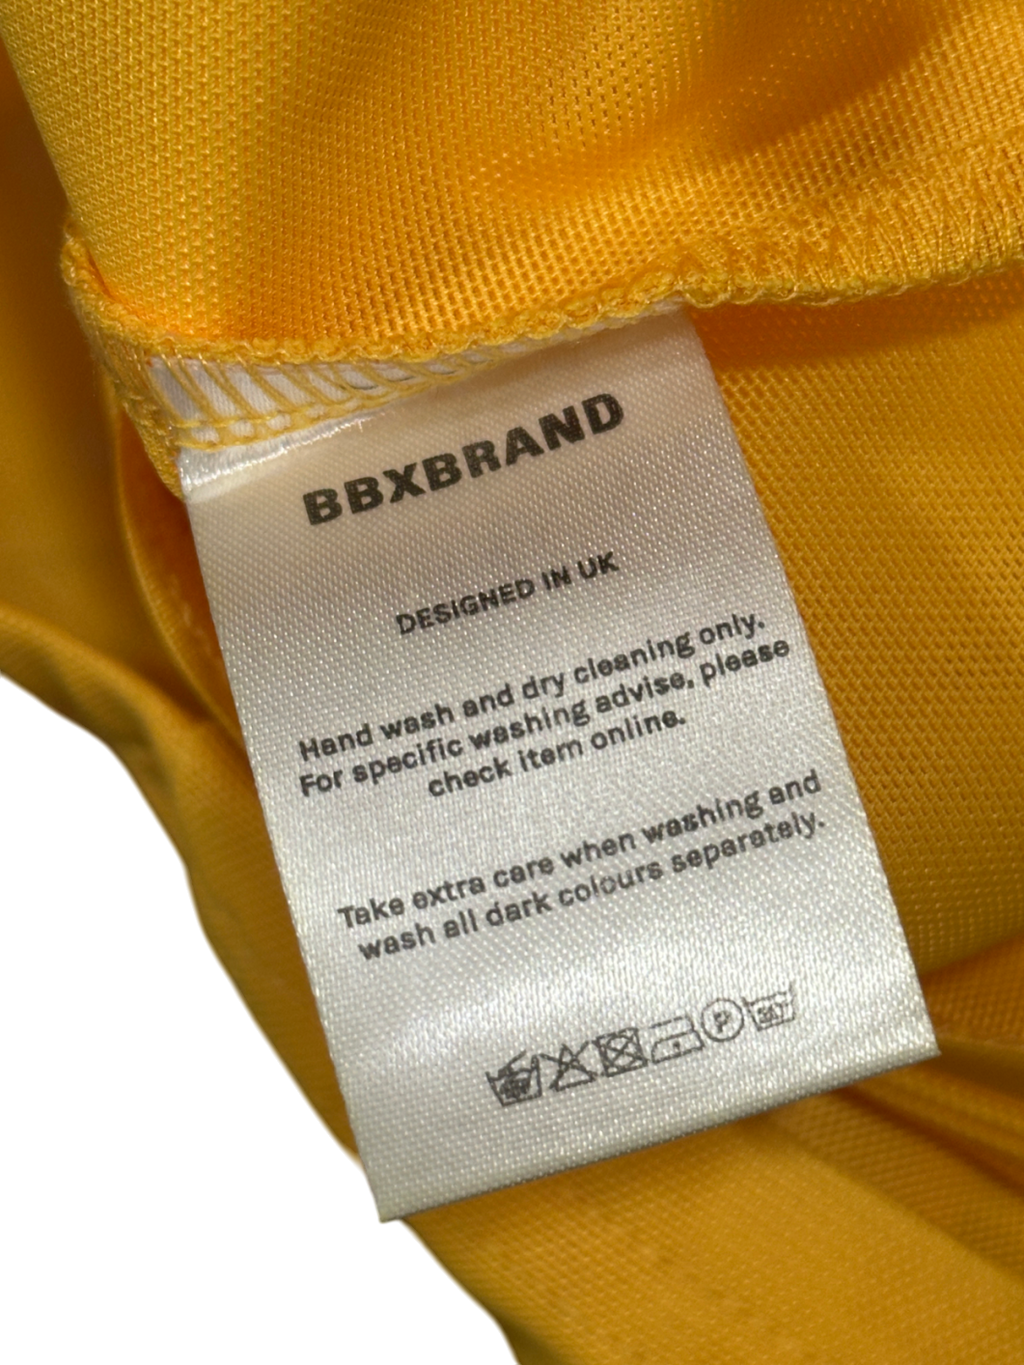 BBXBRAND
DESIGNED IN UK
Hand wash and dry cleaning only.
For specific washing advise, please
check item online.
Take extra care when washing and
wash all dark colours separately.
P